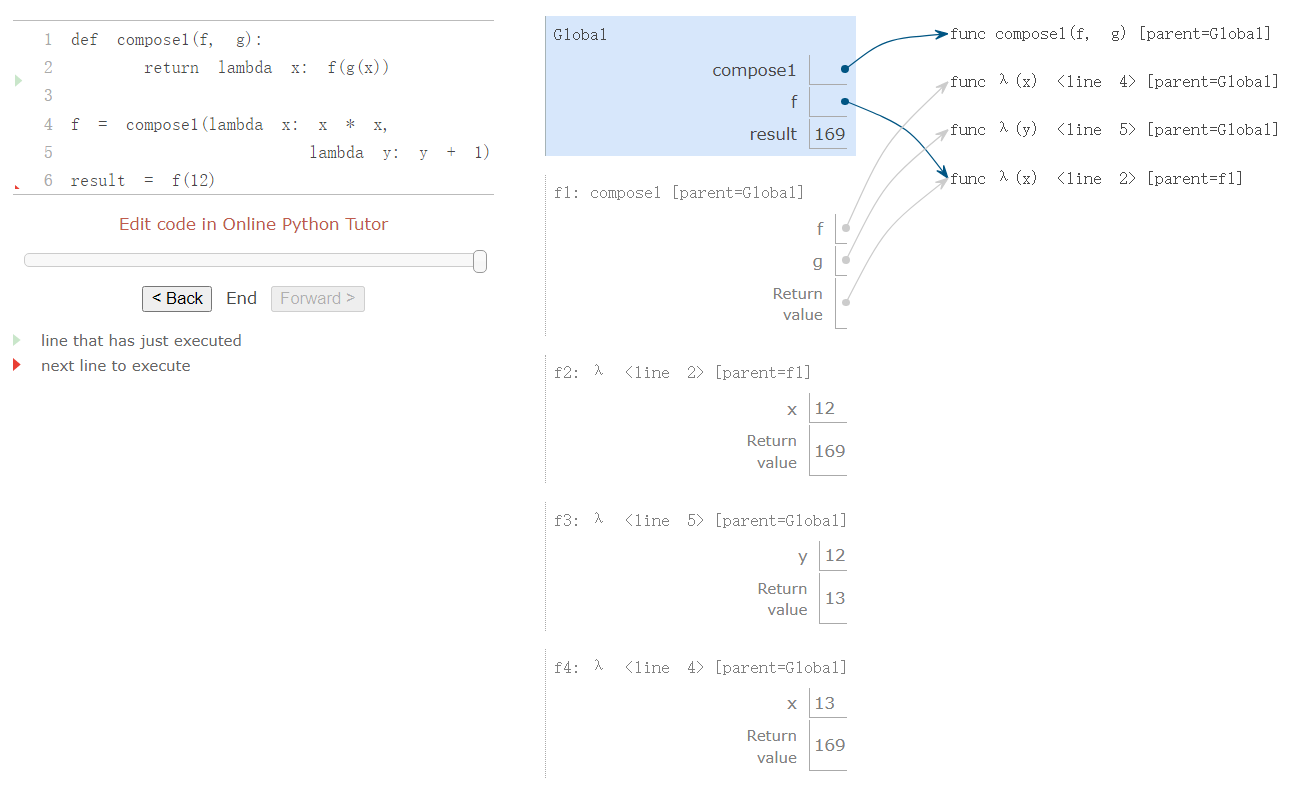 1 def compose1(f, g):
2 return lambda x: f(g(x))
3
4 f = compose1(lambda x: x * x,
5 lambda y: y + 1)
6 result = f(12)
Edit code in Online Python Tutor
< Back End Forward >
line that has just executed
next line to execute
Global
compose1
f
result 169
f1: compose1 [parent=Global]
f
g
Return
value
f2: λ <line 2> [parent=f1]
x 12
Return
value 169
f3: λ <line 5> [parent=Global]
y 12
Return
value 13
f4: λ <line 4> [parent=Global]
x 13
Return
value 169
func compose1(f, g) [parent=Global]
func λ(x) <line 4> [parent=Global]
func λ(y) <line 5> [parent=Global]
func λ(x) <line 2> [parent=f1]